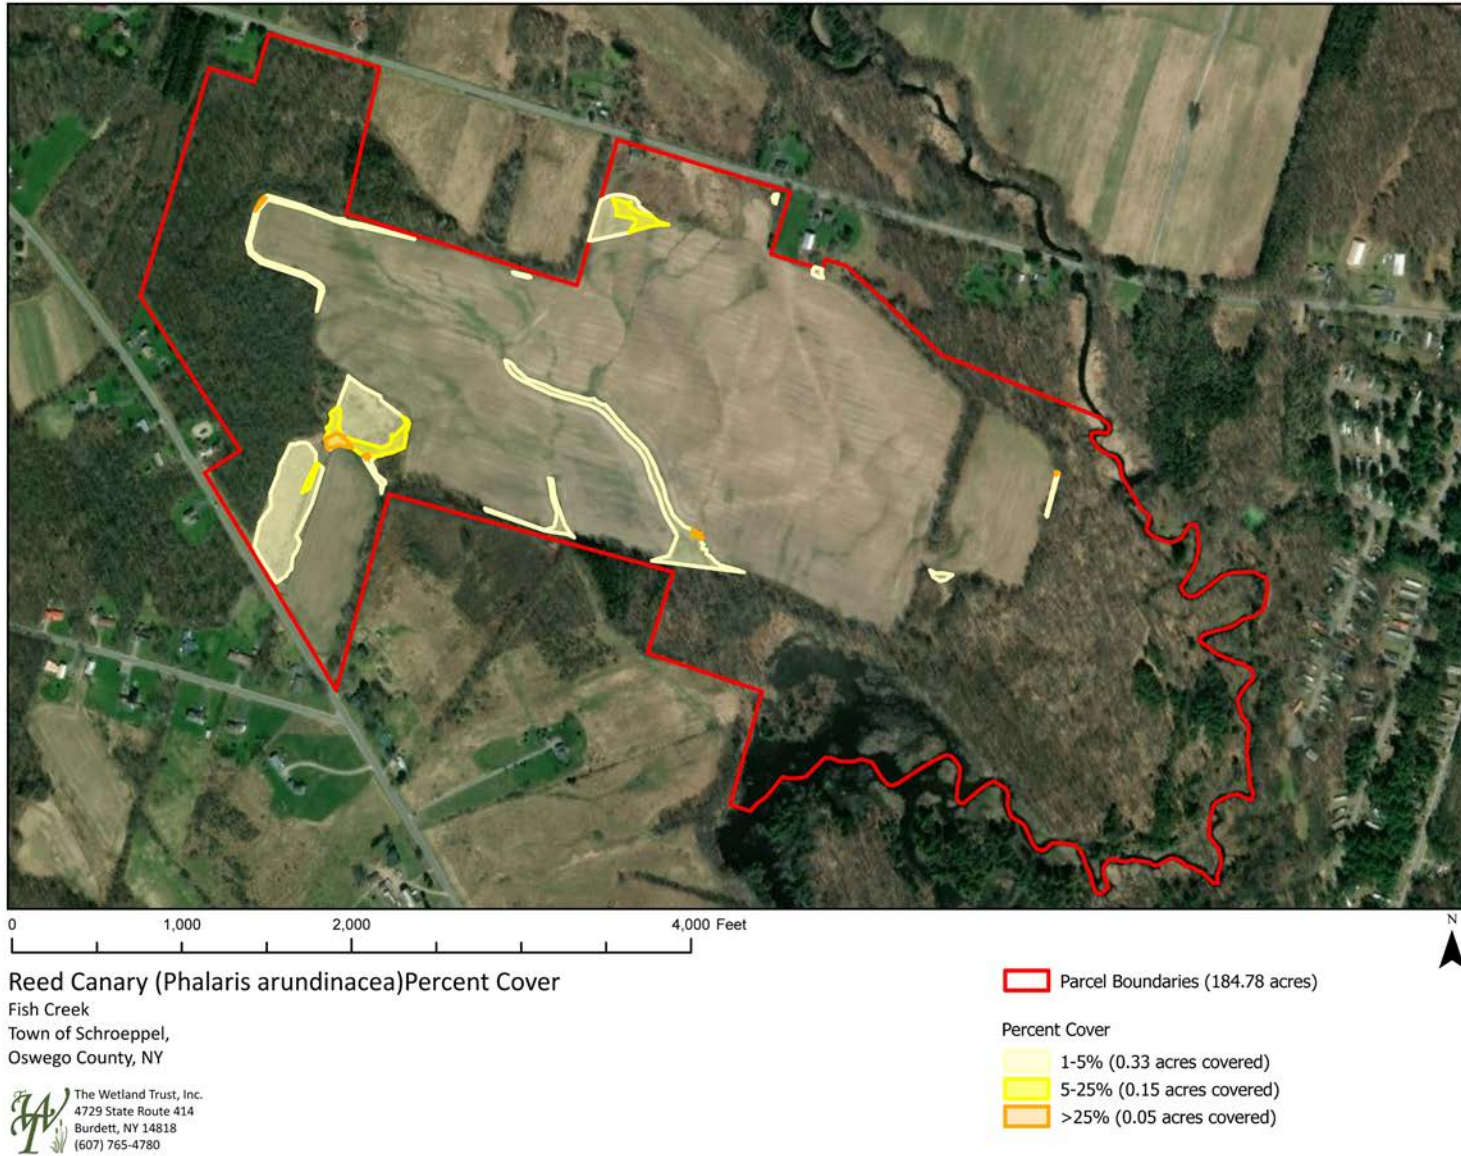 0 1,000 2,000 4,000 Feet
N
Reed Canary (Phalaris arundinacea)Percent Cover
Fish Creek
Town of Schroeppel,
Oswego County, NY
The Wetland Trust, Inc.
4729 State Route 414
Burdett, NY 14818
(607) 765-4780
Parcel Boundaries (184.78 acres)
Percent Cover
1-5% (0.33 acres covered)
5-25% (0.15 acres covered)
>25% (0.05 acres covered)